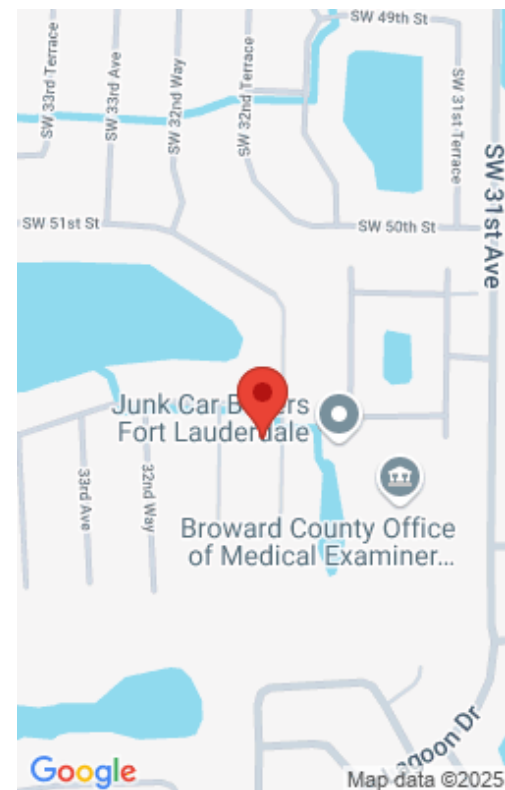 SW 49th St
SW 33rd Terrace
SW 33rd Ave
SW 32nd Way
SW 32nd Terrace
SW 31st Terrace
SW 31st Ave
SW 51st St
SW 50th St
Junk Car
Fort Lauderdale
33rd Ave
32nd Way
Broward County Office
of Medical Examiner...
Dr
Google
Map data ©2025